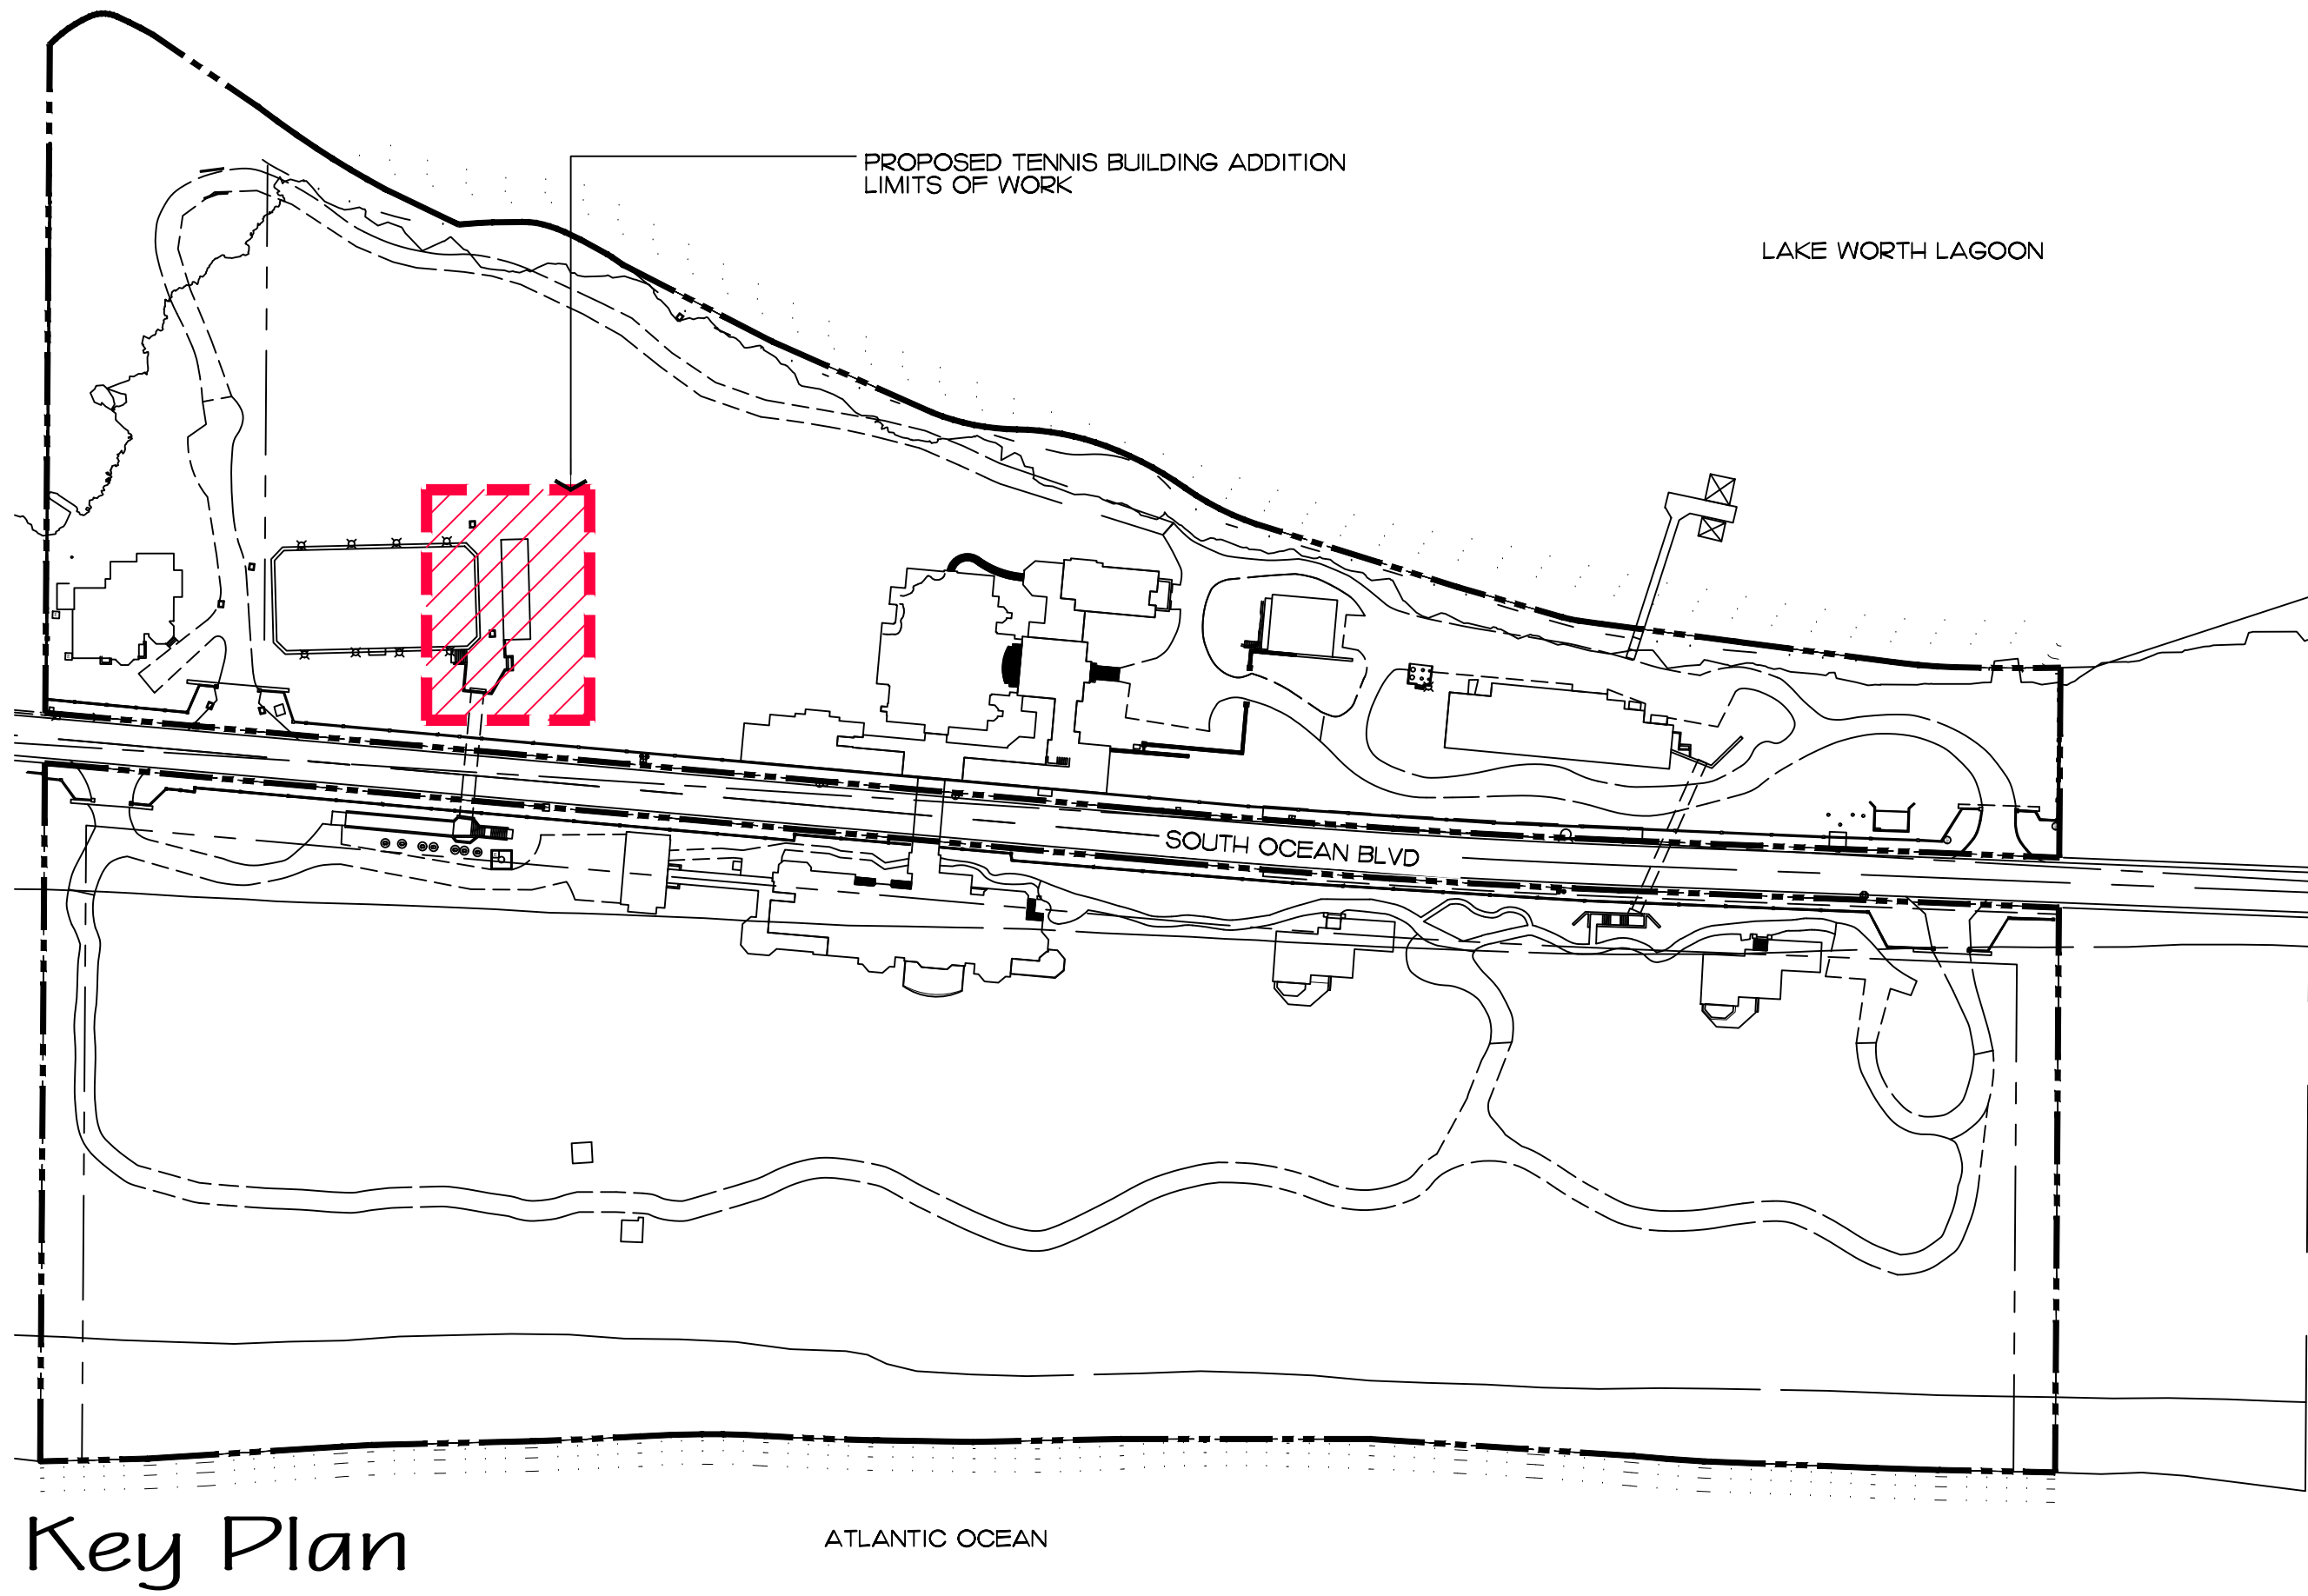 PROPOSED TENNIS BUILDING ADDITION
LIMITS OF WORK
LAKE WORTH LAGOON
SOUTH OCEAN BLVD
ATLANTIC OCEAN
Key Plan